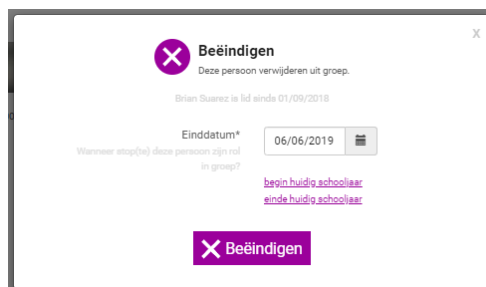 x
Beëindigen
Deze persoon verwijderen uit groep.
Brian Suarez is lid sinds 01/09/2018
Einddatum*
06/06/2019
Wanneer stop(te) deze persoon zijn rol
in groep?
begin huidig schooljaar
einde huidig schooljaar
Beëindigen